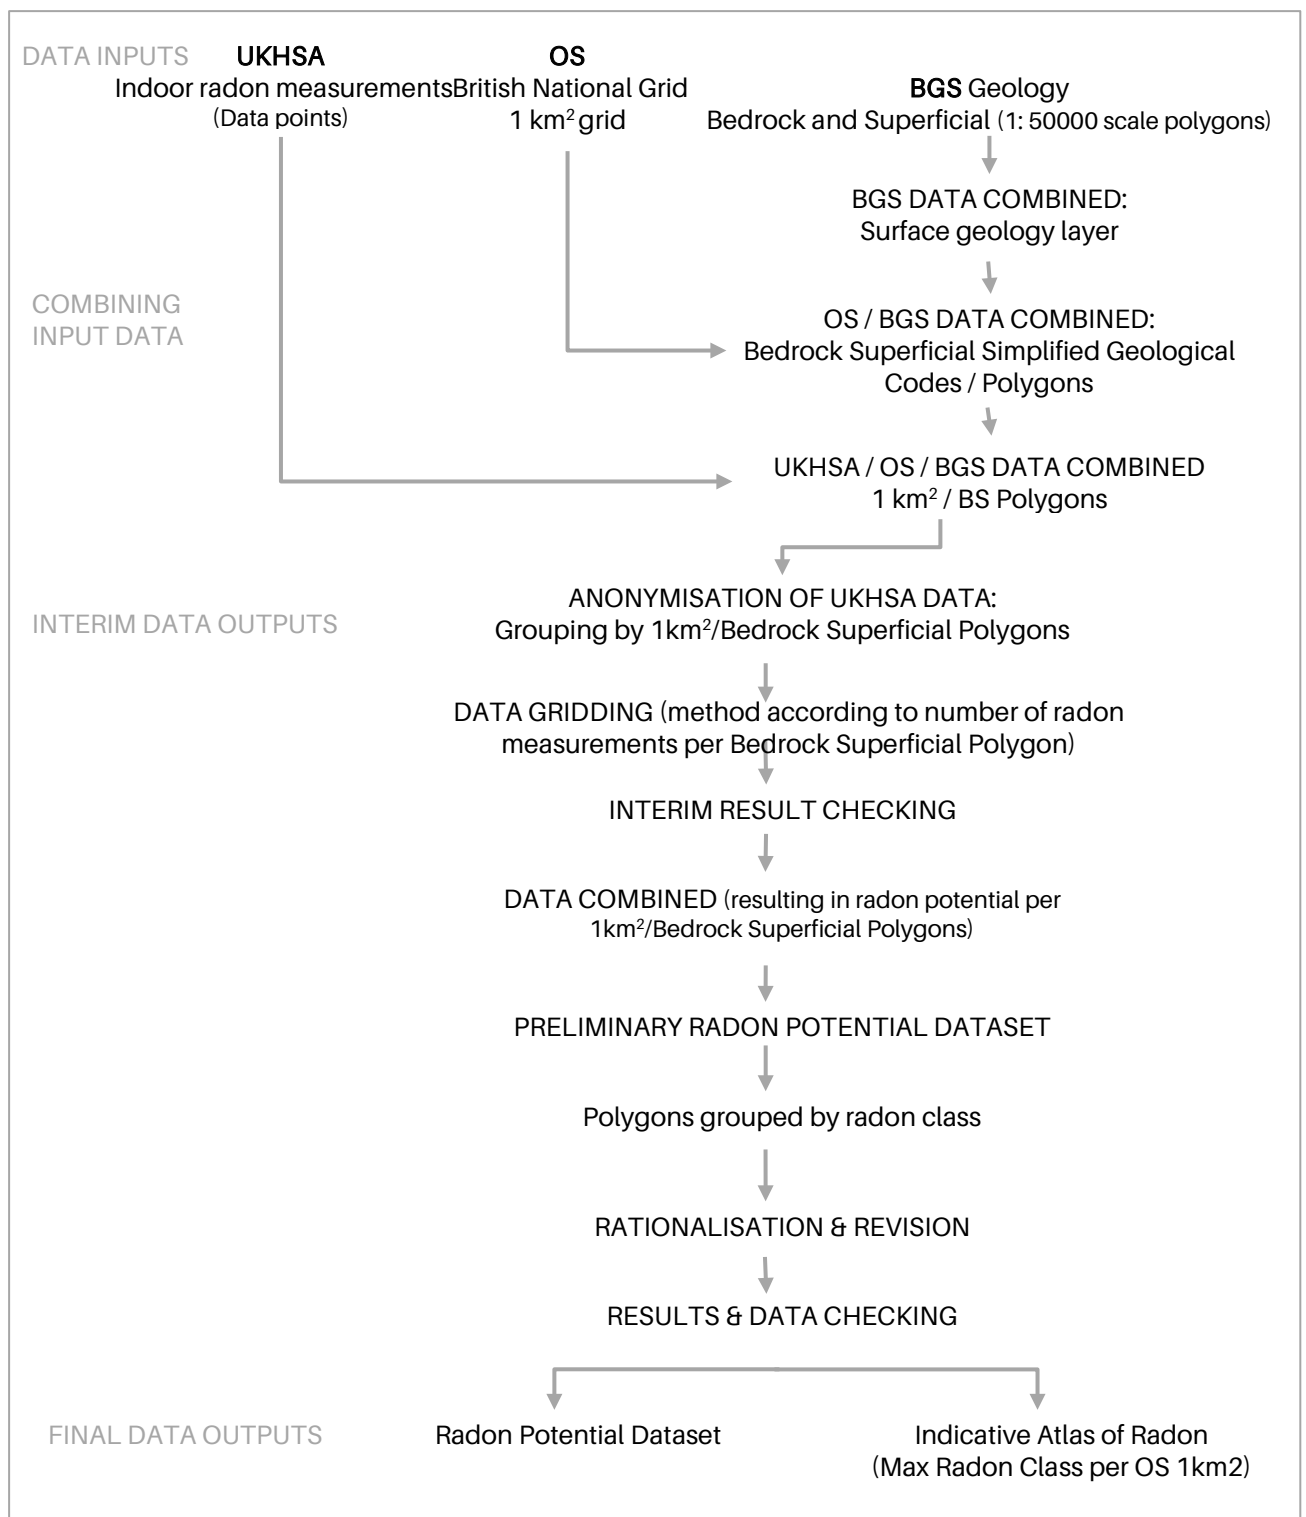 DATA INPUTS
UKHSA
Indoor radon measurements
(Data points)
OS
British National Grid
1 km² grid
BGS Geology
Bedrock and Superficial (1: 50000 scale polygons)
BGS DATA COMBINED:
Surface geology layer
COMBINING
INPUT DATA
OS / BGS DATA COMBINED:
Bedrock Superficial Simplified Geological
Codes / Polygons
UKHSA / OS / BGS DATA COMBINED
1 km² / BS Polygons
INTERIM DATA OUTPUTS
ANONYMISATION OF UKHSA DATA:
Grouping by 1km²/Bedrock Superficial Polygons
DATA GRIDDING (method according to number of radon
measurements per Bedrock Superficial Polygon)
INTERIM RESULT CHECKING
DATA COMBINED (resulting in radon potential per
1km²/Bedrock Superficial Polygons)
PRELIMINARY RADON POTENTIAL DATASET
Polygons grouped by radon class
RATIONALISATION & REVISION
RESULTS & DATA CHECKING
FINAL DATA OUTPUTS
Radon Potential Dataset
Indicative Atlas of Radon
(Max Radon Class per OS 1km2)